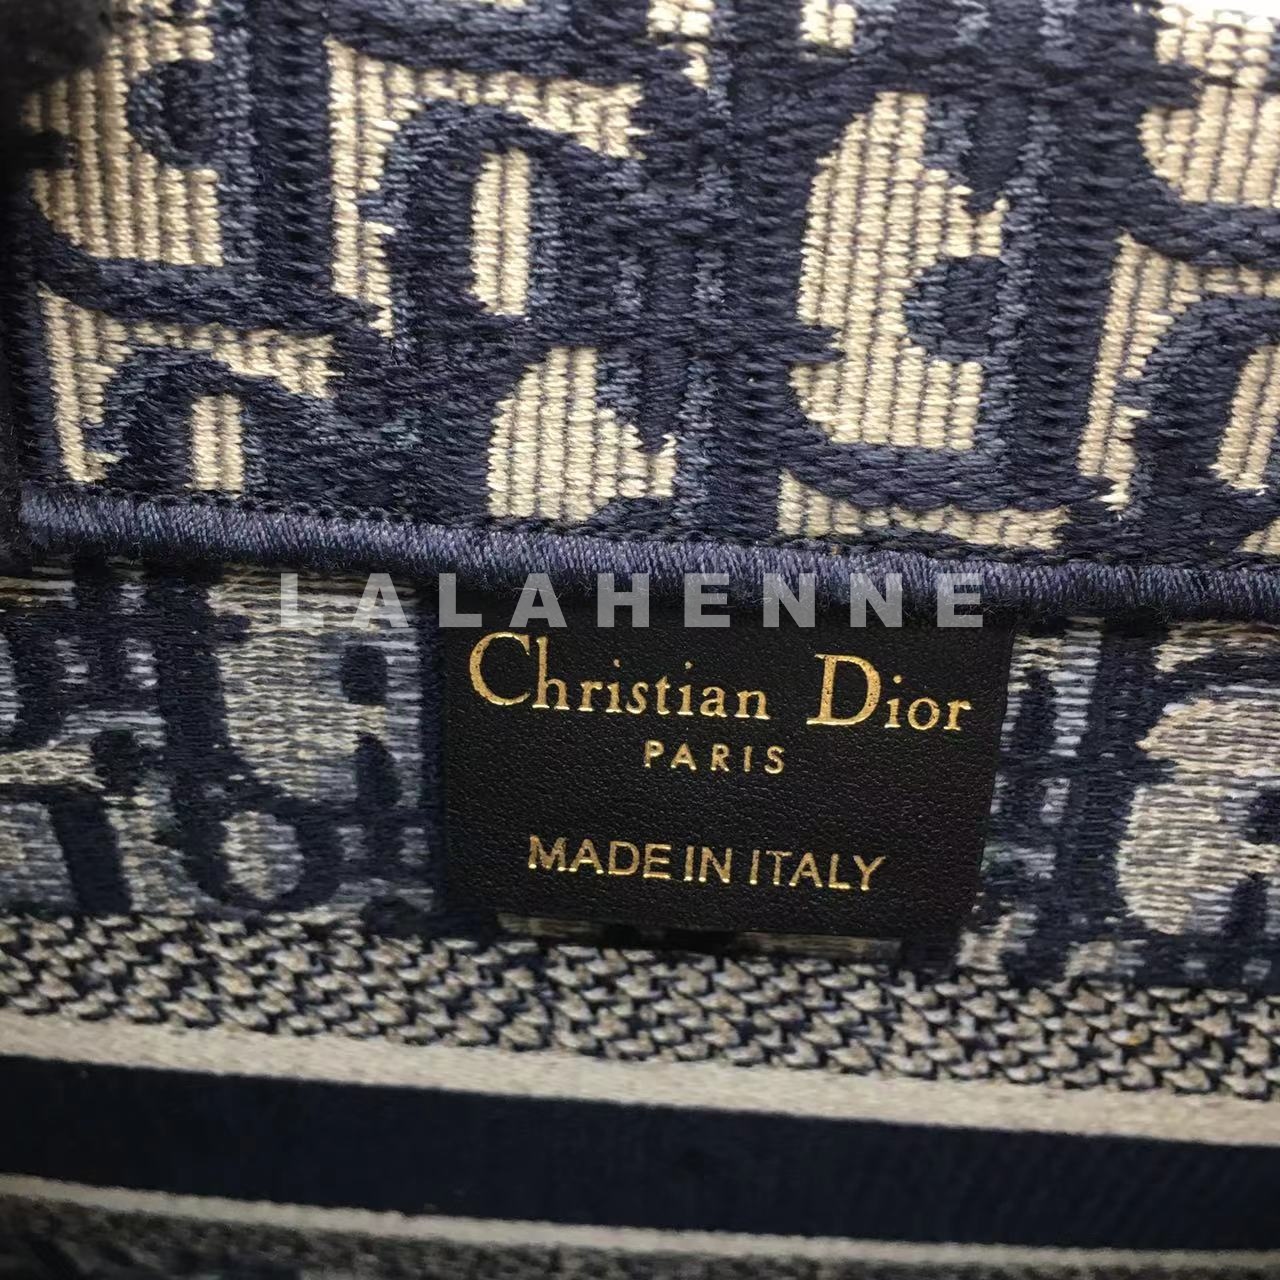 LALAHENNE
Christian Dior
PARIS
MADE IN ITALY